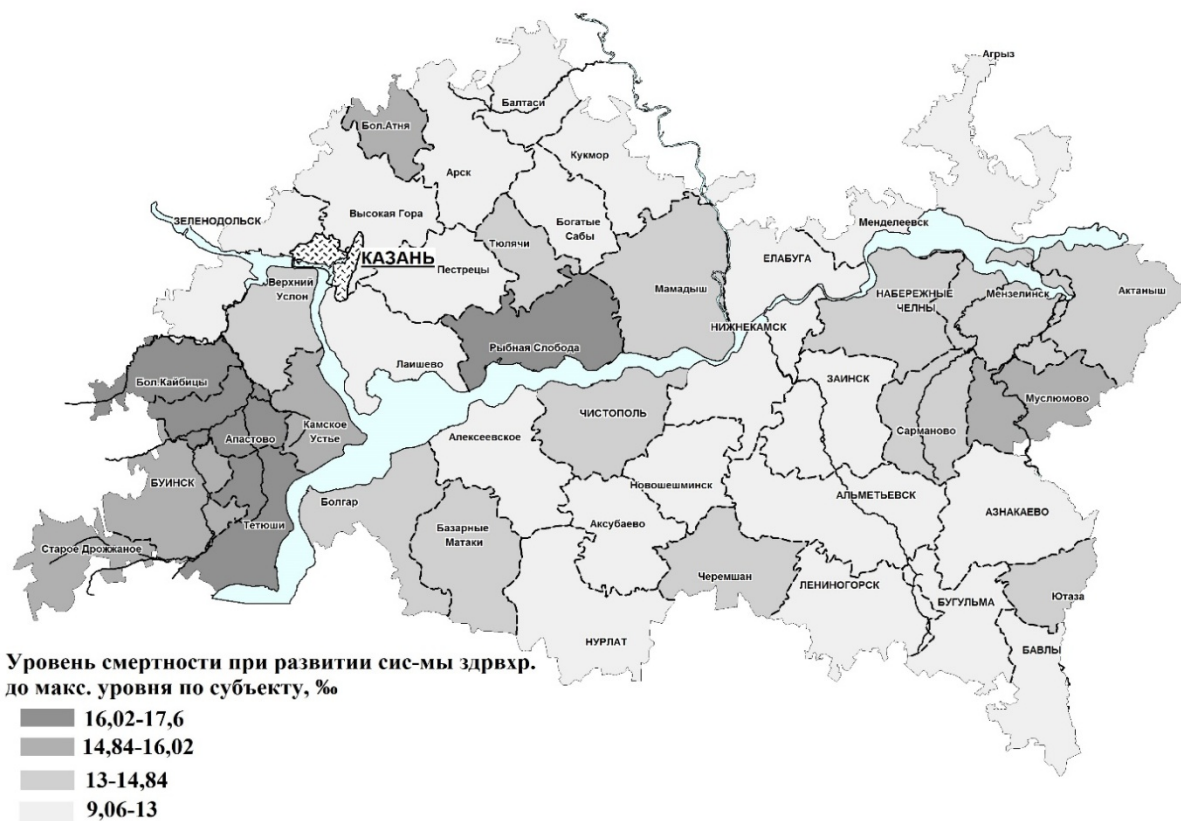 Агрыз
Балтаси
Бол.Атня
Кукмор
Арск
ЗЕЛЕНОДОЛЬСК
Высокая Гора
Богатые
Сабы
Менделеевск
Тюлячи
КАЗАНЬ
ЕЛАБУГА
Пестрецы
Верхний
Услон
Мамадыш
НАБЕРЕЖНЫЕ
ЧЕЛНЫ
Мензелинск
Актаныш
НИЖНЕКАМСК
Рыбная Слобода
Лаишево
ЗАИНСК
Бол.Кайбицы
Муслюмово
ЧИСТОПОЛЬ
Камское
Устье
Апастово
Алексеевское
Сарманово
БУИНСК
Новошешминск
АЛЬМЕТЬЕВСК
Болгар
АЗНАКАЕВО
Тетюши
Базарные
Матаки
Аксубаево
Старое Дрожжаное
Черемшан
ЛЕНИНОГОРСК
Ютаза
БУГУЛЬМА
НУРЛАТ
БАВЛЫ
Уровень смертности при развитии сис-мы здрвхр.
до макс. уровня по субъекту, ‰
16,02-17,6
14,84-16,02
13-14,84
9,06-13